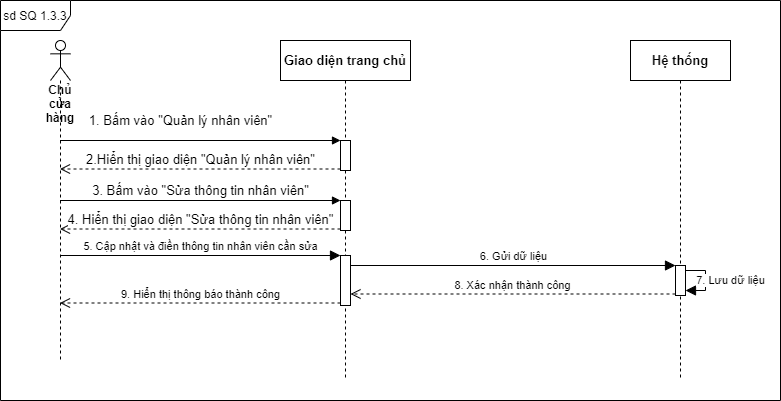 sd SQ 1.3.3
Chủ
cửa
hàng
Giao diện trang chủ
Hệ thống
1. Bấm vào "Quản lý nhân viên"
2.Hiển thị giao diện "Quản lý nhân viên"
3. Bấm vào "Sửa thông tin nhân viên"
4. Hiển thị giao diện "Sửa thông tin nhân viên"
5. Cập nhật và điền thông tin nhân viên cần sửa
6. Gửi dữ liệu
7. Lưu dữ liệu
8. Xác nhận thành công
9. Hiển thị thông báo thành công